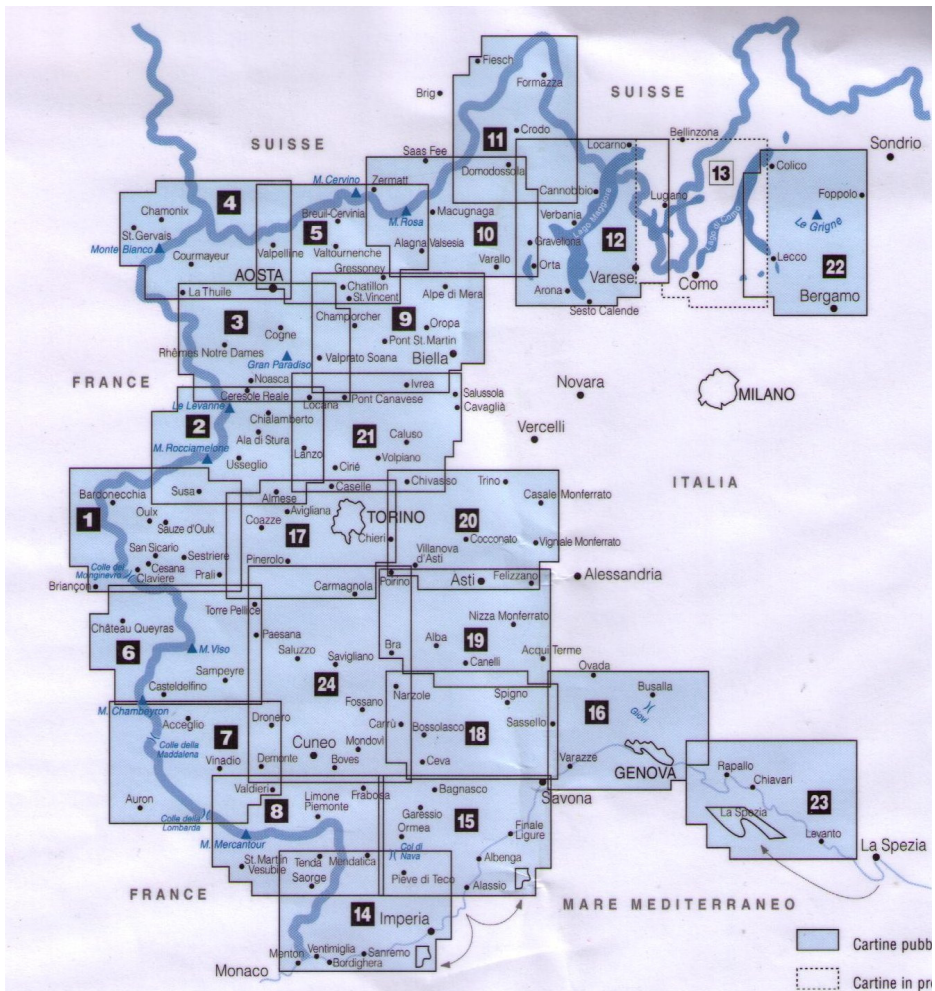 Fiesch
Formazza
Brig
SUISSE
SUISSE
Crodo
11
Bellinzona
Locarno
Sondrio
Saas Fee
13
Domodossola
Colico
M. Cervino
Zermatt
4
Cannobbio
Lugano
Foppolo
Chamonix
Breuil-Cervinia
M. Rosa
Macugnaga
Verbania
Lago Maggiore
Lago di Como
Le Grigne
St. Gervais
5
10
12
Monte Bianco
Valpelline
Valtournenche
Alagna Valsesia
Gravellona
Courmayeur
Varallo
Orta
Varese
Lecco
22
AOSTA
Gressoney
Como
La Thuile
Chatillon
Alpe di Mera
Arona
St. Vincent
Sesto Calende
Bergamo
3
Champorcher
9
Cogne
Oropa
Rhêmes Notre Dames
Pont St. Martin
Gran Paradiso
Valprato Soana
Biella
FRANCE
Noasca
Ivrea
Novara
Ceresole Reale
Locana
Pont Canavese
Salussola
MILANO
Le Levanne
Cavaglià
Chialamberto
2
Ala di Stura
21
Caluso
Vercelli
M. Rocciamelone
Lanzo
Usseglio
Volpiano
Cirié
ITALIA
Bardonecchia
Susa
Caselle
Chivasso
Trino
Almese
Casale Monferrato
1
Oulx
Avigliana
TORINO
20
Sauze d'Oulx
Coazze
17
Chieri
Cocconato
Vignale Monferrato
San Sicario
Sestriere
Villanova
d'Asti
Colle del
Monginevro
Cesana
Pinerolo
Claviere
Prali
Poirino
Asti
Felizzano
Alessandria
Briançon
Carmagnola
Torre Pellice
Château Queyras
Nizza Monferrato
Paesana
6
Alba
19
M. Viso
Saluzzo
Savigliano
Bra
Canelli
Acqui Terme
Sampeyre
Ovada
24
Casteldelfino
Narzole
Spigno
Busalla
M. Chambeyron
Fossano
16
Giovi
Acceglio
Dronero
Carrù
Bossolasco
18
Sassello
7
Colle della
Maddalena
Cuneo
Mondovì
Vinadio
Demonte
Boves
Ceva
Varazze
GENOVA
Rapallo
Valdieri
Frabosa
Bagnasco
Savona
Chiavari
Auron
8
Limone
Piemonte
Garessio
15
23
Colle della
Lombarda
Ormea
Finale
Ligure
La Spezia
M. Mercantour
Col di
Nava
Levanto
La Spezia
St. Martin
Vesubie
Tenda
Mendatica
Albenga
Saorge
Pieve di Teco
Alassio
FRANCE
MARE MEDITERRANEO
14
Imperia
Ventimiglia
Sanremo
Menton
Bordighera
Monaco
Cartine pubb
Cartine in pr